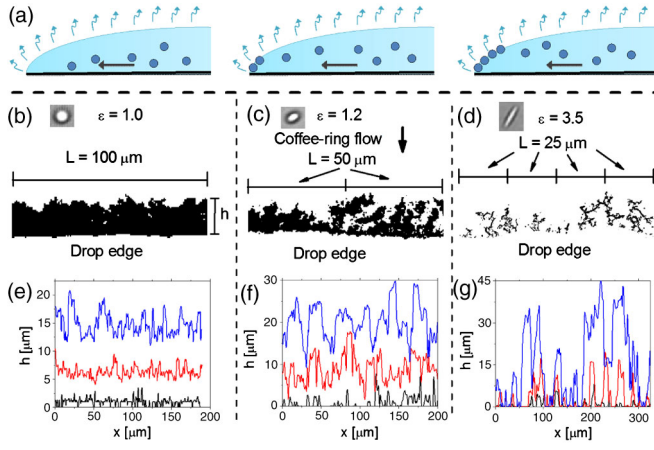 (a)
(b) ε = 1.0
L = 100 μm
h
Drop edge
(c) ε = 1.2
Coffee-ring flow
L = 50 μm
Drop edge
(d) ε = 3.5
L = 25 μm
Drop edge
(e)
h [μm]
20
15
10
5
0
0 50 100 150 200
x [μm]
(f)
h [μm]
30
20
10
0
0 50 100 150 200
x [μm]
(g)
h [μm]
45
30
15
0
0 100 200 300
x [μm]